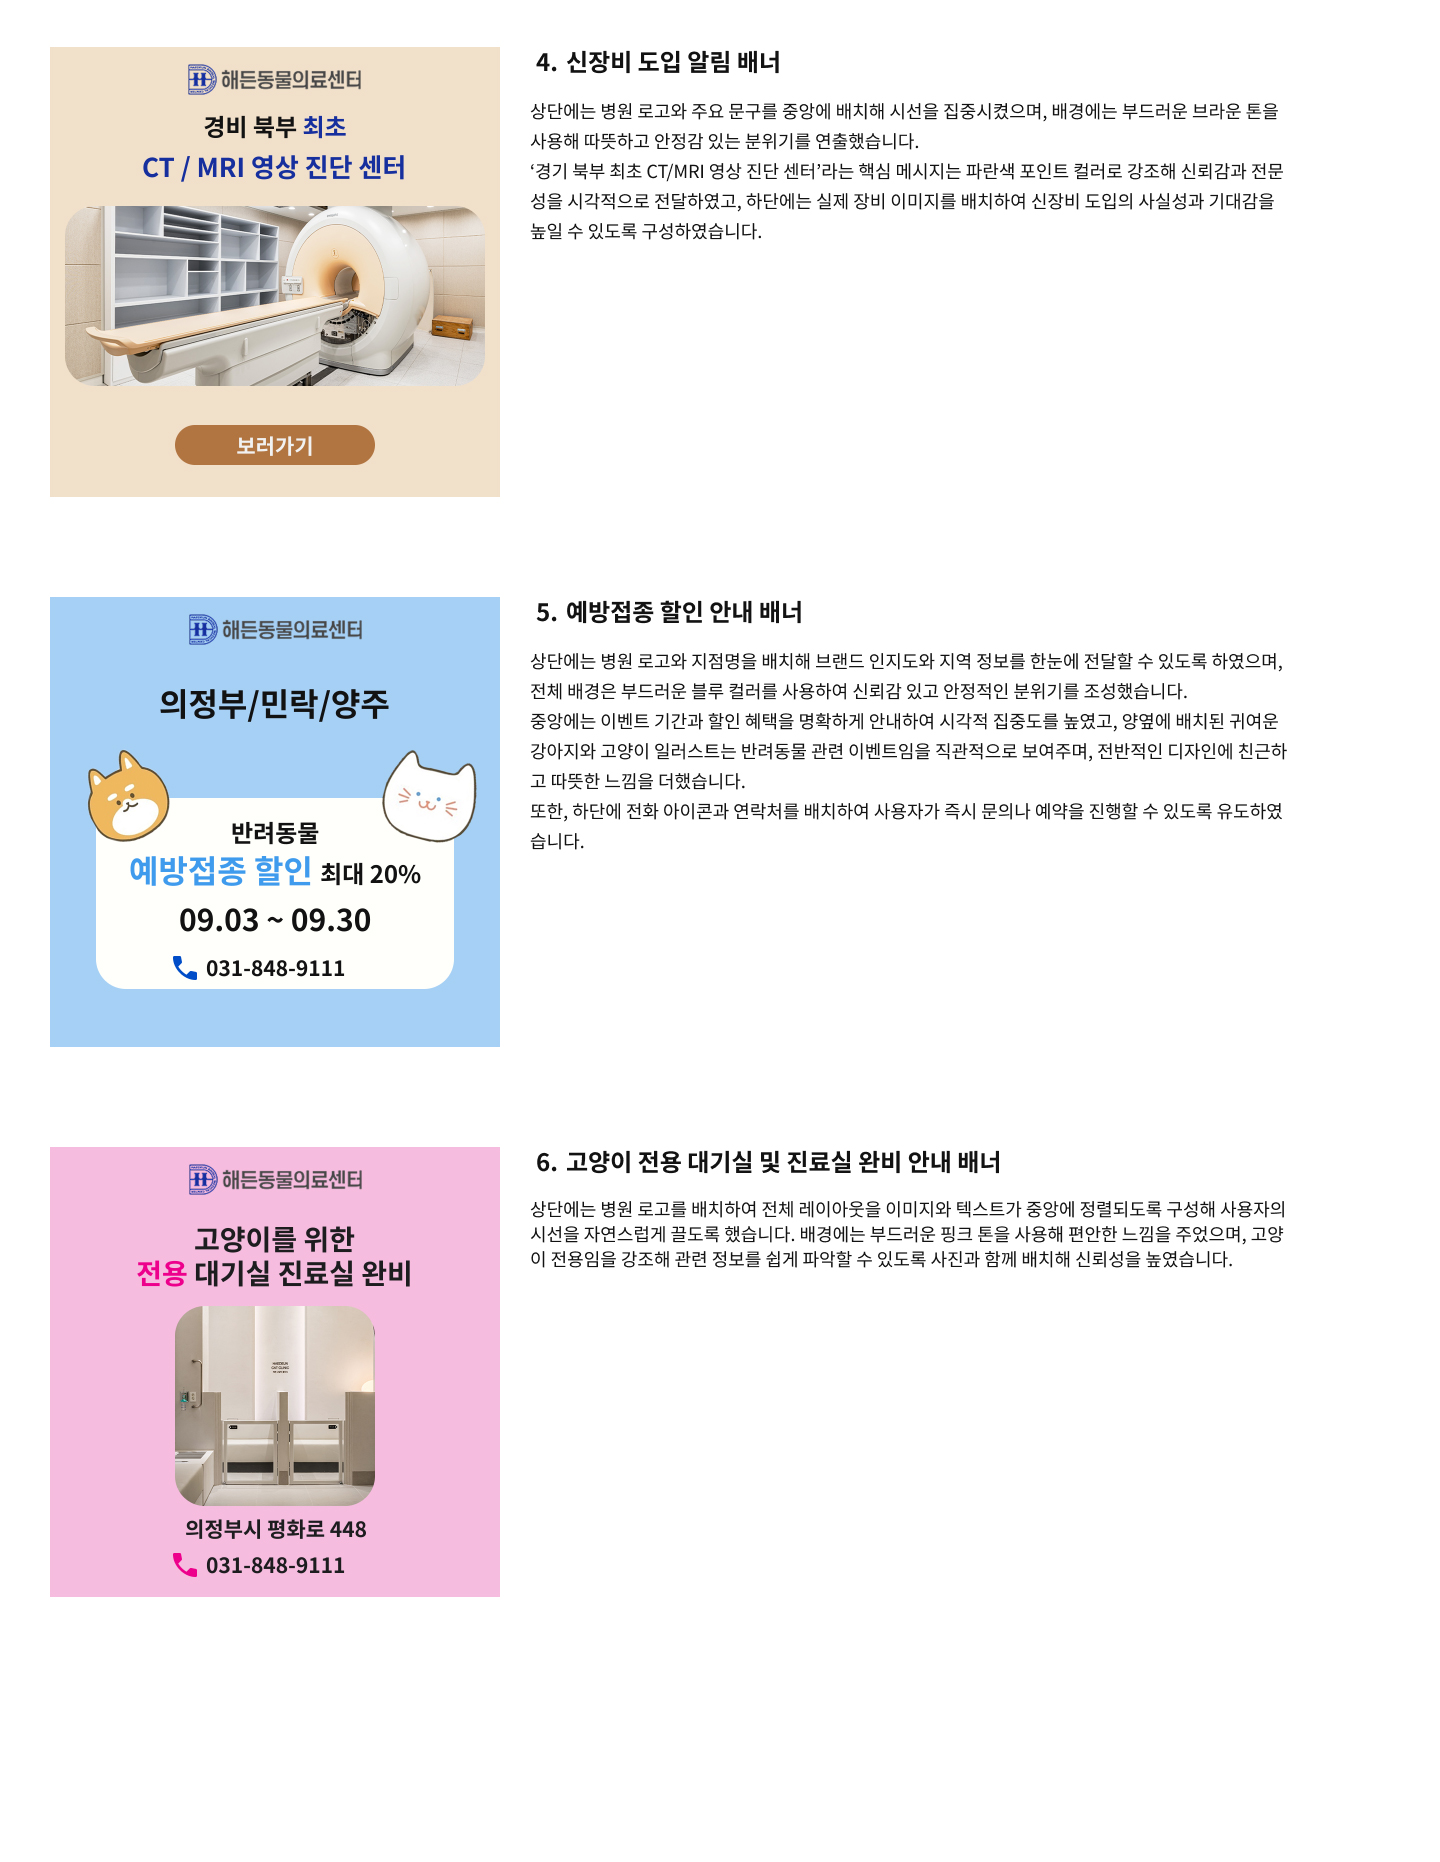 해든동물의료센터
경비 북부 최초
CT / MRI 영상 진단 센터
보러가기
4. 신장비 도입 알림 배너
상단에는 병원 로고와 주요 문구를 중앙에 배치해 시선을 집중시켰으며, 배경에는 부드러운 브라운 톤을
사용해 따뜻하고 안정감 있는 분위기를 연출했습니다.
‘경기 북부 최초 CT/MRI 영상 진단 센터’라는 핵심 메시지는 파란색 포인트 컬러로 강조해 신뢰감과 전문
성을 시각적으로 전달하였고, 하단에는 실제 장비 이미지를 배치하여 신장비 도입의 사실성과 기대감을
높일 수 있도록 구성하였습니다.
해든동물의료센터
의정부/민락/양주
반려동물
예방접종 할인 최대 20%
09.03 ~ 09.30
031-848-9111
5. 예방접종 할인 안내 배너
상단에는 병원 로고와 지점명을 배치해 브랜드 인지도와 지역 정보를 한눈에 전달할 수 있도록 하였으며,
전체 배경은 부드러운 블루 컬러를 사용하여 신뢰감 있고 안정적인 분위기를 조성했습니다.
중앙에는 이벤트 기간과 할인 혜택을 명확하게 안내하여 시각적 집중도를 높였고, 양옆에 배치된 귀여운
강아지와 고양이 일러스트는 반려동물 관련 이벤트임을 직관적으로 보여주며, 전반적인 디자인에 친근하
고 따뜻한 느낌을 더했습니다.
또한, 하단에 전화 아이콘과 연락처를 배치하여 사용자가 즉시 문의나 예약을 진행할 수 있도록 유도하였
습니다.
해든동물의료센터
고양이를 위한
전용 대기실 진료실 완비
의정부시 평화로 448
031-848-9111
6. 고양이 전용 대기실 및 진료실 완비 안내 배너
상단에는 병원 로고를 배치하여 전체 레이아웃을 이미지와 텍스트가 중앙에 정렬되도록 구성해 사용자의
시선을 자연스럽게 끌도록 했습니다. 배경에는 부드러운 핑크 톤을 사용해 편안한 느낌을 주었으며, 고양
이 전용임을 강조해 관련 정보를 쉽게 파악할 수 있도록 사진과 함께 배치해 신뢰성을 높였습니다.